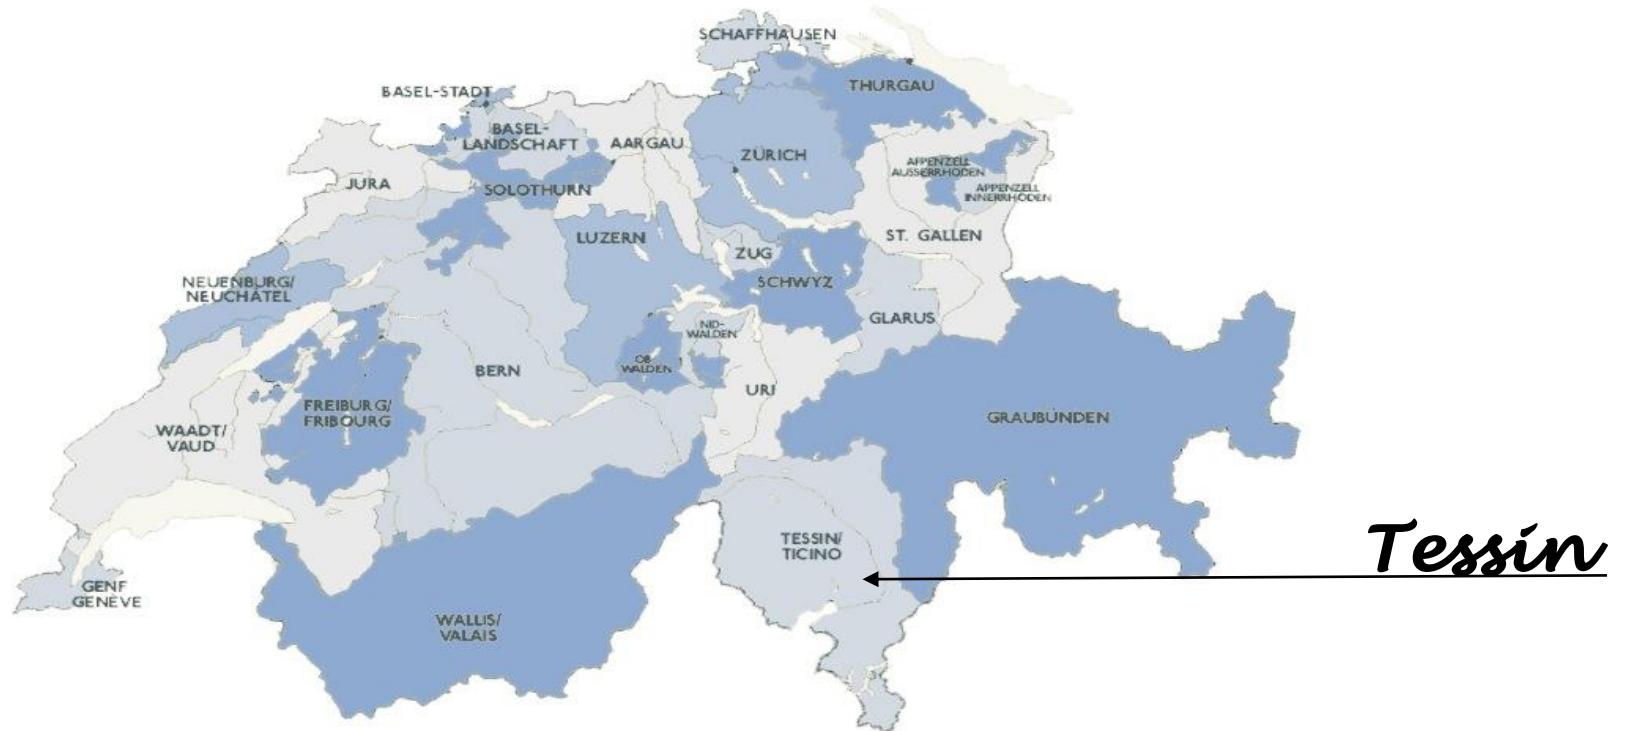 SCHAFFHAUSEN
THURGAU
BASEL-STADT
BASEL-
LANDSCHAFT
AARGAU
ZÜRICH
APPENZELL
AUSSERRHODEN
APPENZELL
INNERRHODEN
JURA
SOLOTHURN
LUZERN
ST. GALLEN
ZUG
SCHWYZ
NEUENBURG/
NEUCHÂTEL
GLARUS
NID-
WALDEN
OB
WALDEN
BERN
URI
FREIBURG/
FRIBOURG
GRAUBÜNDEN
WAADT/
VAUD
TESSIN/
TICINO
Tessin
GENF
GENÈVE
WALLIS/
VALAIS